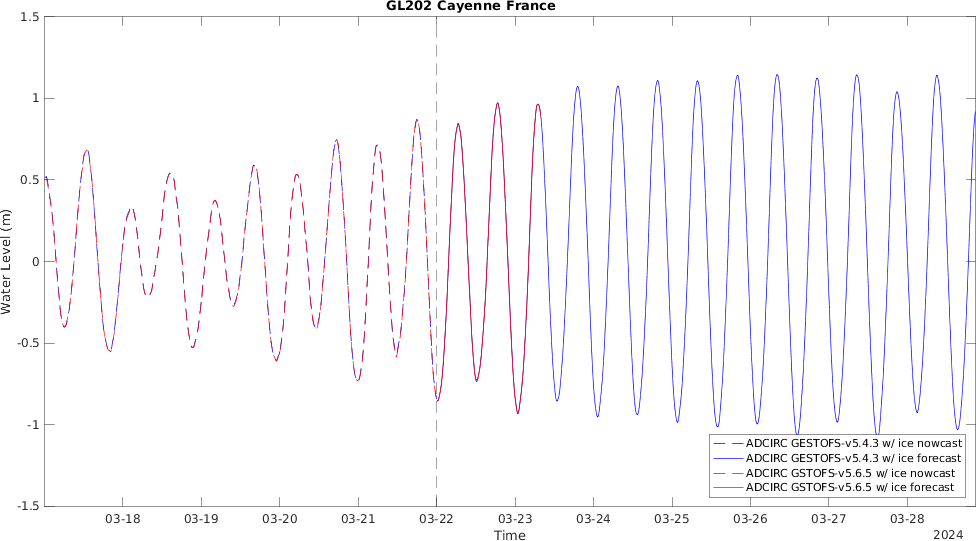 GL202 Cayenne France
1.5
1
0.5
0
-0.5
-1
-1.5
Water Level (m)
ADCIRC GESTOFS-v5.4.3 w/ ice nowcast
ADCIRC GESTOFS-v5.4.3 w/ ice forecast
ADCIRC GSTOFS-v5.6.5 w/ ice nowcast
ADCIRC GSTOFS-v5.6.5 w/ ice forecast
03-18 03-19 03-20 03-21 03-22 03-23 03-24 03-25 03-26 03-27 03-28
Time
2024